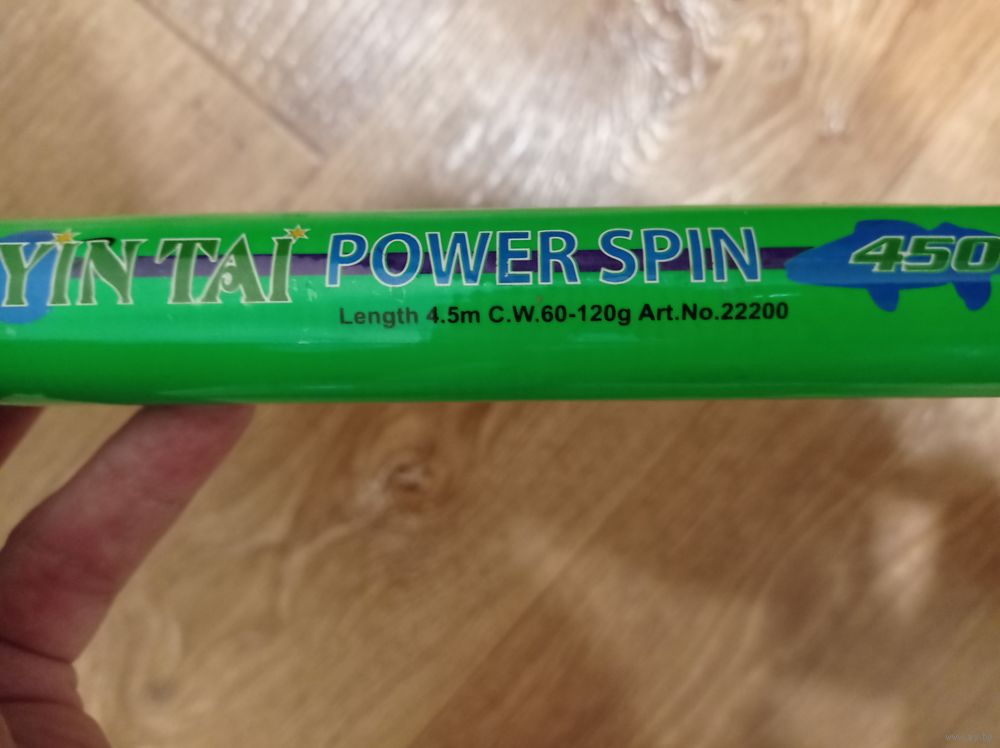 YIN TAI POWER SPIN 450
Length 4.5m C.W.60-120g Art.No.22200